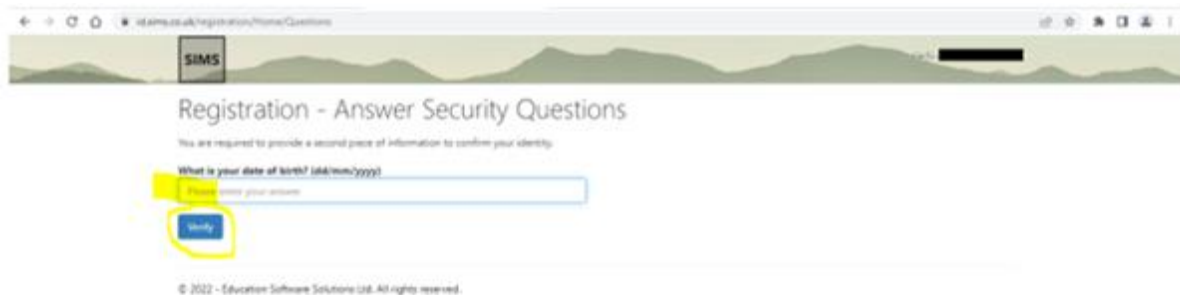 id.sims.co.uk/registration/Home/Questions
SIMS
Hello
Registration - Answer Security Questions
You are required to provide a second piece of information to confirm your identity.
What is your date of birth? (dd/mm/yyyy)
Please enter your answer
Verify
© 2022 - Education Software Solutions Ltd. All rights reserved.